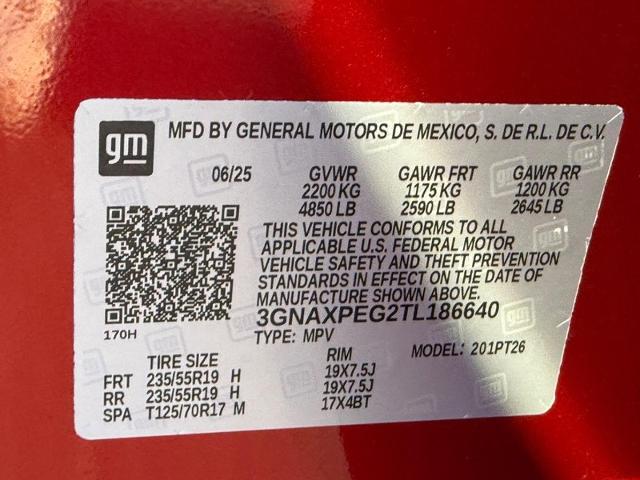 gm
MFD BY GENERAL MOTORS DE MEXICO, S. DE R.L. DE C.V.
06/25 GVWR GAWR FRT GAWR RR
2200 KG 1175 KG 1200 KG
4850 LB 2590 LB 2645 LB
THIS VEHICLE CONFORMS TO ALL
APPLICABLE U.S. FEDERAL MOTOR
VEHICLE SAFETY AND THEFT PREVENTION
STANDARDS IN EFFECT ON THE DATE OF
MANUFACTURE SHOWN ABOVE.
3GNAXPEG2TL186640
170H TYPE: MPV MODEL: 201PT26
TIRE SIZE RIM
FRT 235/55R19 H 19X7.5J
RR 235/55R19 H 19X7.5J
SPA T125/70R17 M 17X4BT